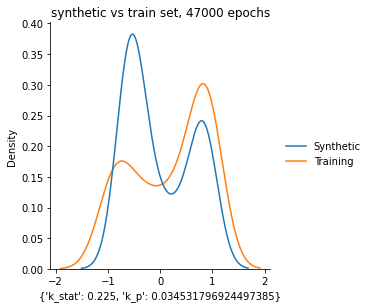 synthetic vs train set, 47000 epochs
0.40
0.35
0.30
0.25
0.20
0.15
0.10
0.05
0.00
Density
−2
−1
0
1
2
{'k_stat': 0.225, 'k_p': 0.034531796924497385}
Synthetic
Training